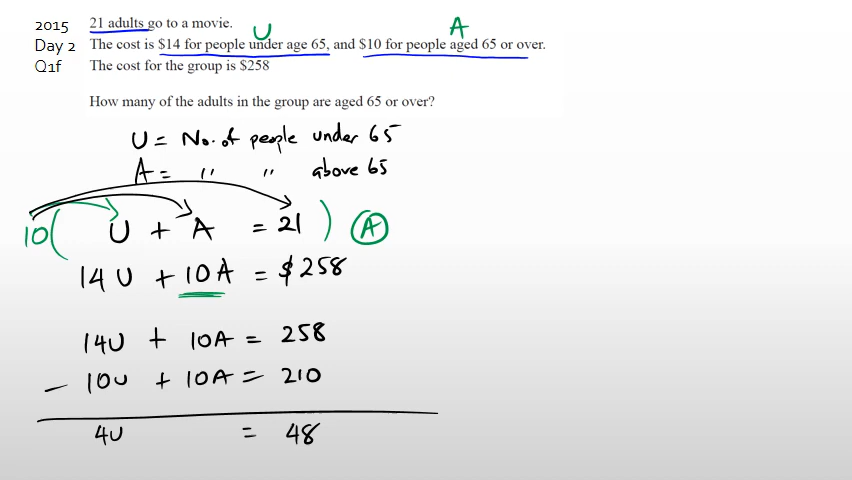 2015 21 adults go to a movie.
U A
Day 2 The cost is $14 for people under age 65, and $10 for people aged 65 or over.
Q1f The cost for the group is $258
How many of the adults in the group are aged 65 or over?
U = No. of people under 65
A = " " above 65
10( U + A = 21 ) A
14U + 10A = $258
14U + 10A = 258
- 10U + 10A = 210
4U = 48